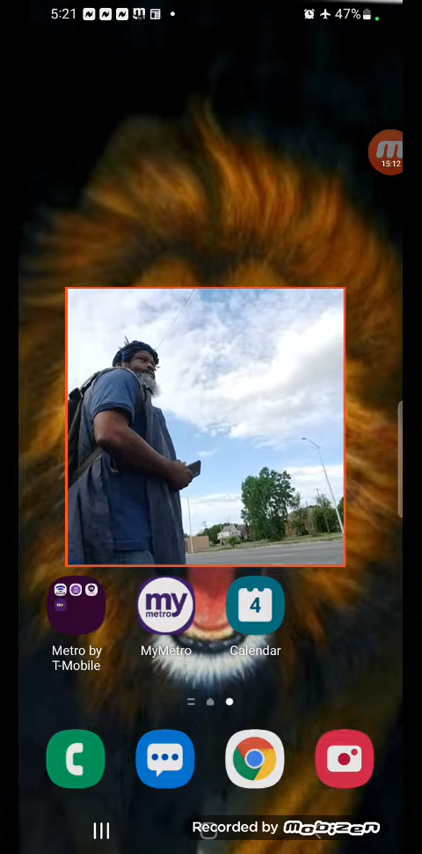 5:21 47%
m
15:12
my
metro
4
Metro by
T-Mobile
MyMetro
Calendar
Recorded by mobizen